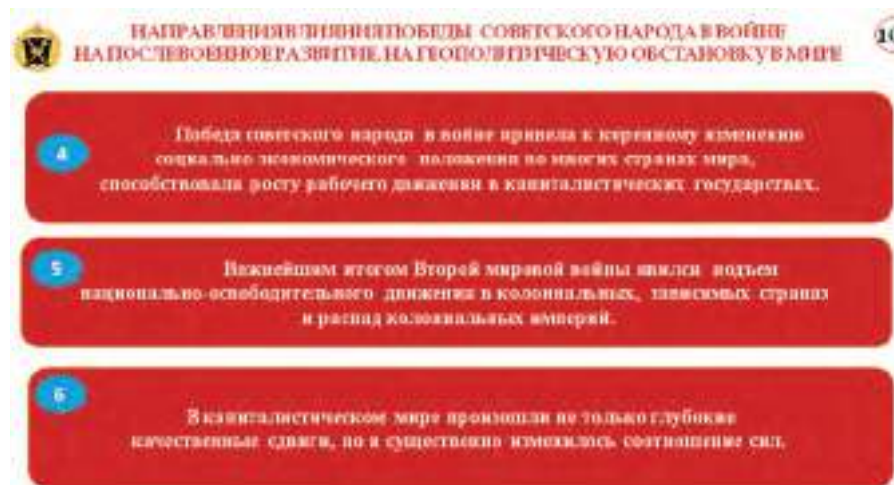 НАПРАВЛЕНИЯ ВЛИЯНИЯ ПОБЕДЫ СОВЕТСКОГО НАРОДА В ВОЙНЕ
НА ПОСЛЕВОЕННОЕ РАЗВИТИЕ, НА ГЕОПОЛИТИЧЕСКУЮ ОБСТАНОВКУ В МИРЕ
4
Победа советского народа в войне привела к коренному изменению
социально-экономического положения во многих странах мира,
способствовала росту рабочего движения в капиталистических государствах.
5
Важнейшим итогом Второй мировой войны явился подъем
национально-освободительного движения в колониальных, зависимых странах
и распад колониальных империй.
6
В капиталистическом мире произошли не только глубокие
качественные сдвиги, но и существенно изменилось соотношение сил.